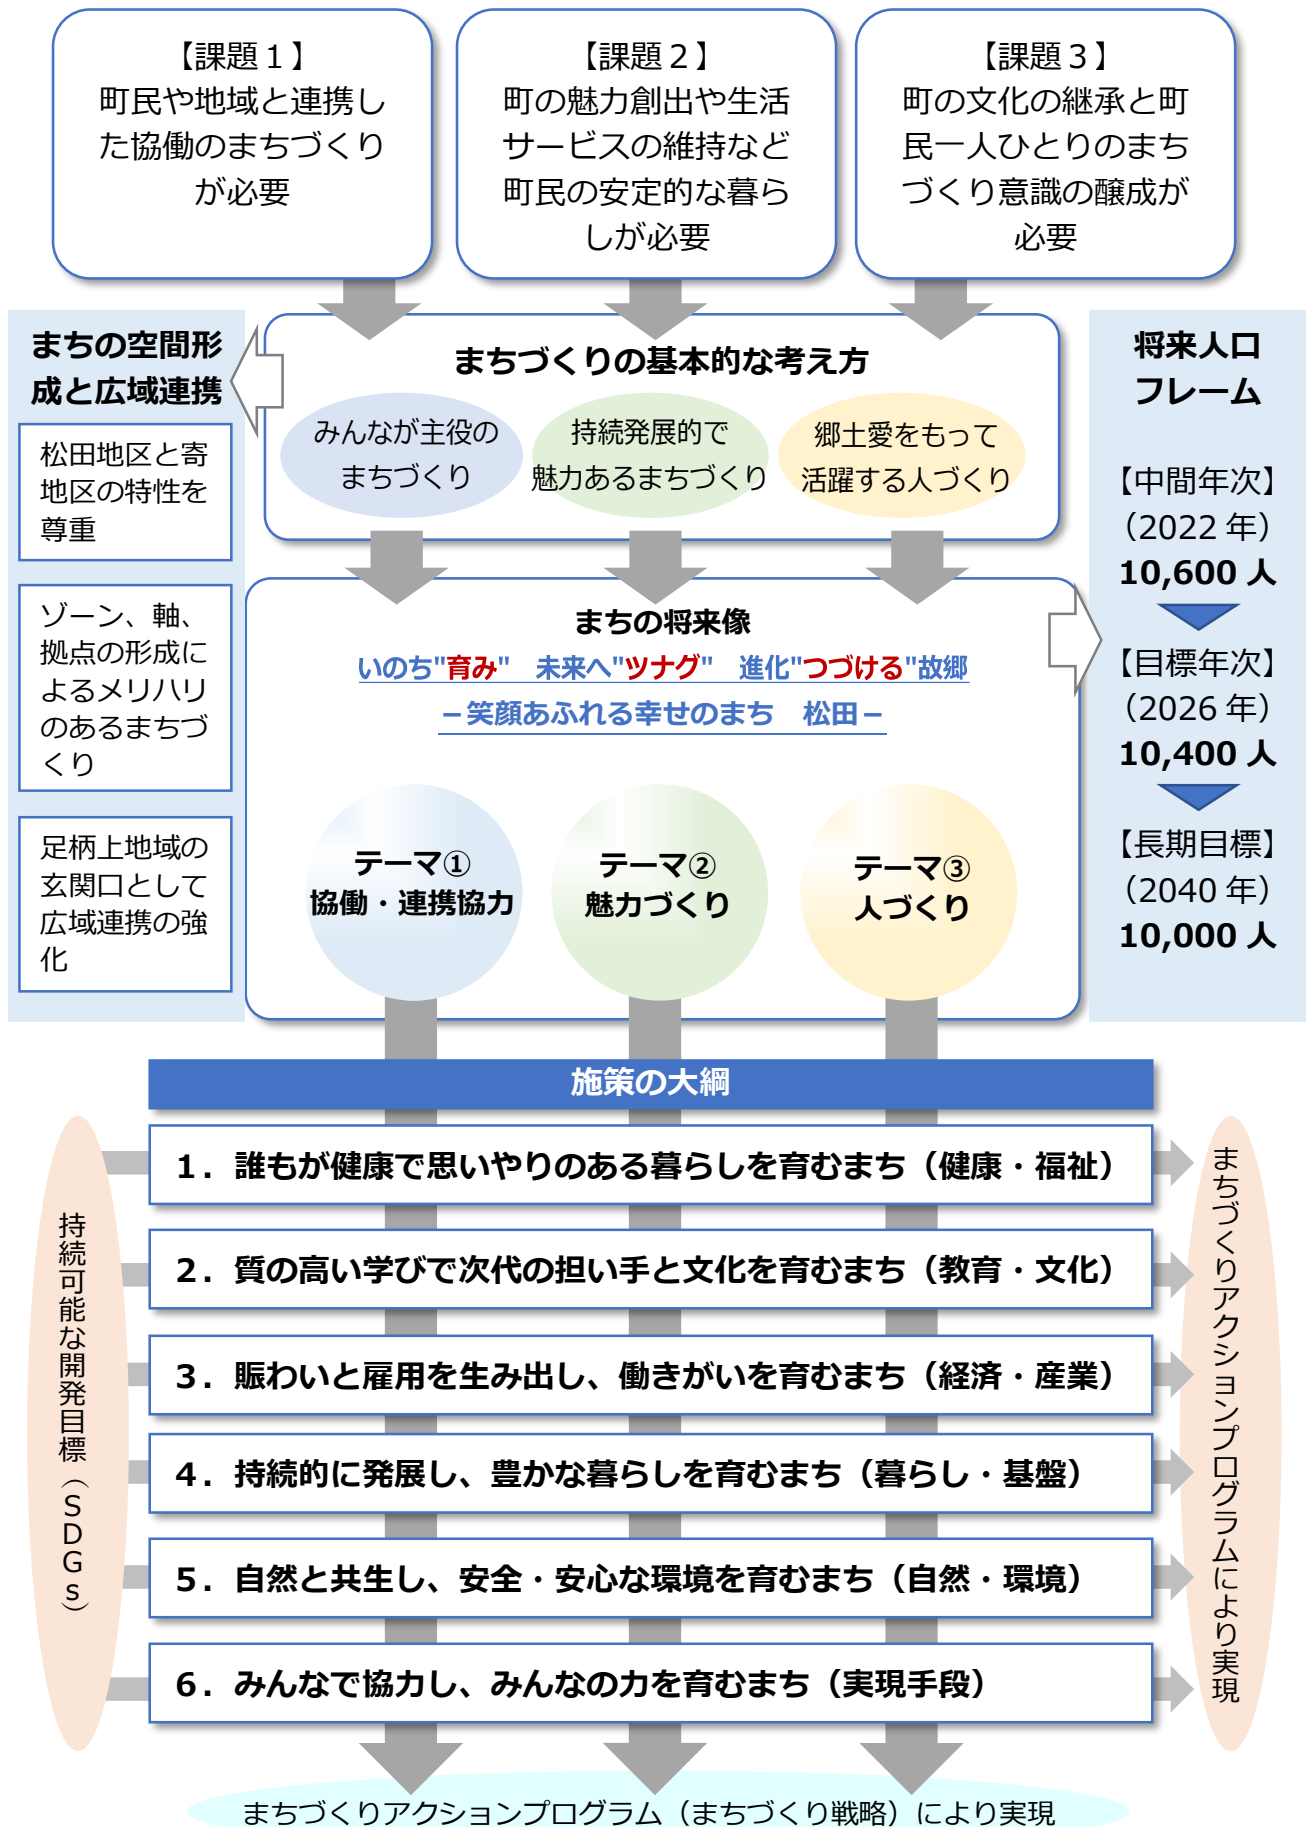 【課題１】
町民や地域と連携し
た協働のまちづくり
が必要
【課題２】
町の魅力創出や生活
サービスの維持など
町民の安定的な暮ら
しが必要
【課題３】
町の文化の継承と町
民一人ひとりのまち
づくり意識の醸成が
必要
まちの空間形
成と広域連携
松田地区と寄
地区の特性を
尊重
ゾーン、軸、
拠点の形成に
よるメリハリ
のあるまちづ
くり
足柄上地域の
玄関口として
広域連携の強
化
まちづくりの基本的な考え方
みんなが主役の
まちづくり
持続発展的で
魅力あるまちづくり
郷土愛をもって
活躍する人づくり
まちの将来像
いのち"育み"　未来へ"ツナグ"　進化"つづける"故郷
－笑顔あふれる幸せのまち　松田－
テーマ①
協働・連携協力
テーマ②
魅力づくり
テーマ③
人づくり
将来人口
フレーム
【中間年次】
（2022 年）
10,600 人
【目標年次】
（2026 年）
10,400 人
【長期目標】
（2040 年）
10,000 人
施策の大綱
持続可能な開発目標（ＳＤＧｓ）
１．誰もが健康で思いやりのある暮らしを育むまち（健康・福祉）
２．質の高い学びで次代の担い手と文化を育むまち（教育・文化）
３．賑わいと雇用を生み出し、働きがいを育むまち（経済・産業）
４．持続的に発展し、豊かな暮らしを育むまち（暮らし・基盤）
５．自然と共生し、安全・安心な環境を育むまち（自然・環境）
６．みんなで協力し、みんなの力を育むまち（実現手段）
まちづくりアクションプログラムにより実現
まちづくりアクションプログラム（まちづくり戦略）により実現